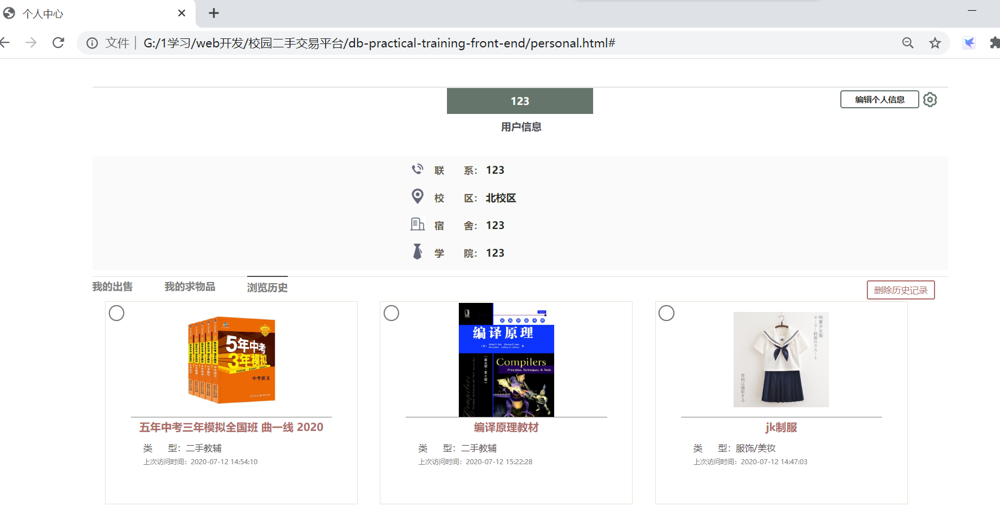 个人中心
文件 G:/1学习/web开发/校园二手交易平台/db-practical-training-front-end/personal.html#
123
编辑个人信息
用户信息
联 系： 123
校 区： 北校区
宿 舍： 123
学 院： 123
我的出售 我的求物品 浏览历史 删除历史记录
5年中考
3年模拟
中考语文
编译原理
Compilers
Principles, Techniques, & Tools
五年中考三年模拟全国班 曲一线 2020
类 型：二手教辅
上次访问时间：2020-07-12 14:54:10
编译原理教材
类 型：二手教辅
上次访问时间：2020-07-12 15:22:28
jk制服
类 型：服饰/美妆
上次访问时间：2020-07-12 14:47:03